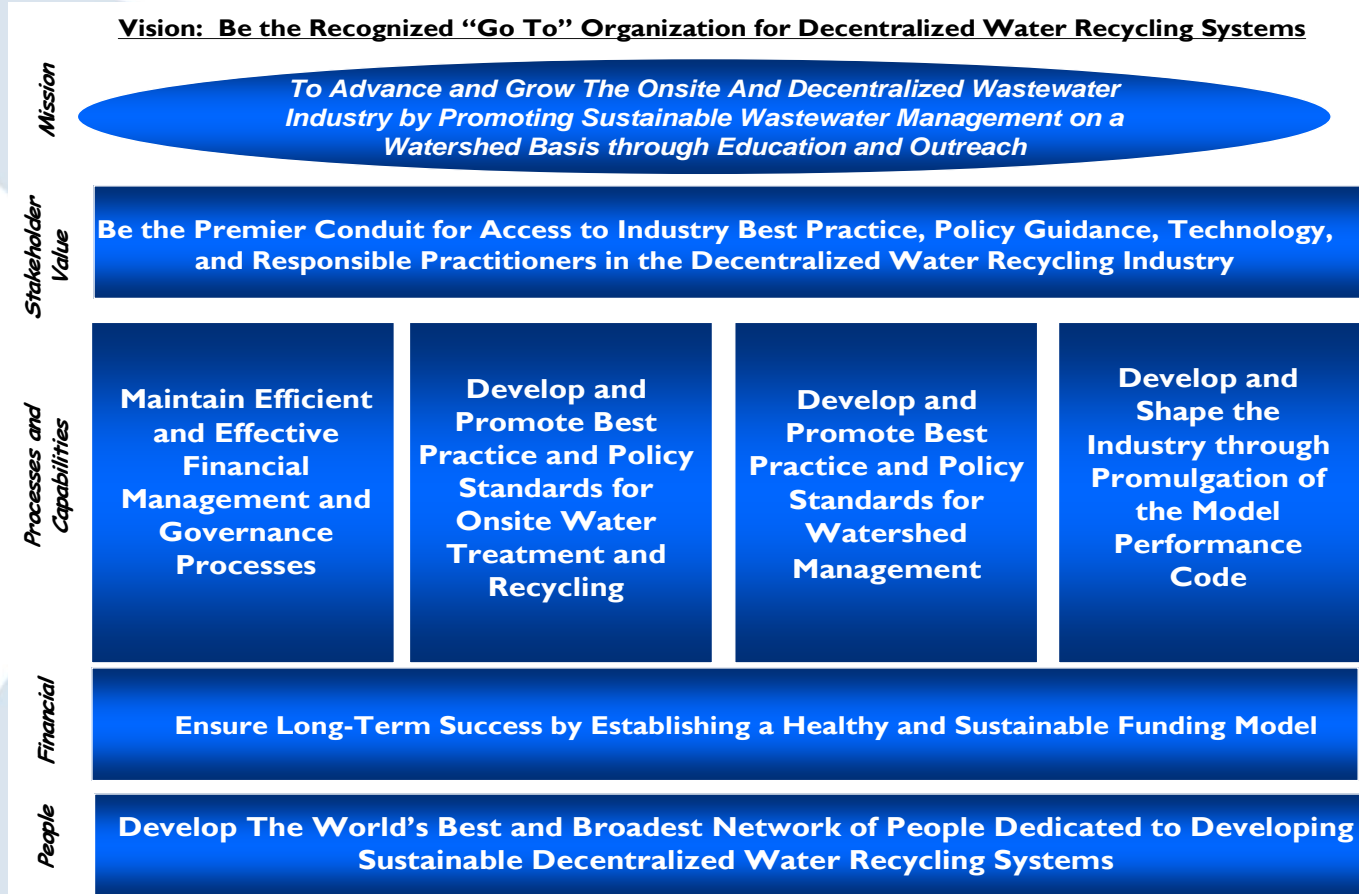 Vision: Be the Recognized “Go To” Organization for Decentralized Water Recycling Systems
Mission
To Advance and Grow The Onsite And Decentralized Wastewater
Industry by Promoting Sustainable Wastewater Management on a
Watershed Basis through Education and Outreach
Stakeholder
Value
Be the Premier Conduit for Access to Industry Best Practice, Policy Guidance, Technology,
and Responsible Practitioners in the Decentralized Water Recycling Industry
Processes and
Capabilities
Maintain Efficient
and Effective
Financial
Management and
Governance
Processes
Develop and
Promote Best
Practice and Policy
Standards for
Onsite Water
Treatment and
Recycling
Develop and
Promote Best
Practice and Policy
Standards for
Watershed
Management
Develop and
Shape the
Industry through
Promulgation of
the Model
Performance
Code
Financial
Ensure Long-Term Success by Establishing a Healthy and Sustainable Funding Model
People
Develop The World’s Best and Broadest Network of People Dedicated to Developing
Sustainable Decentralized Water Recycling Systems